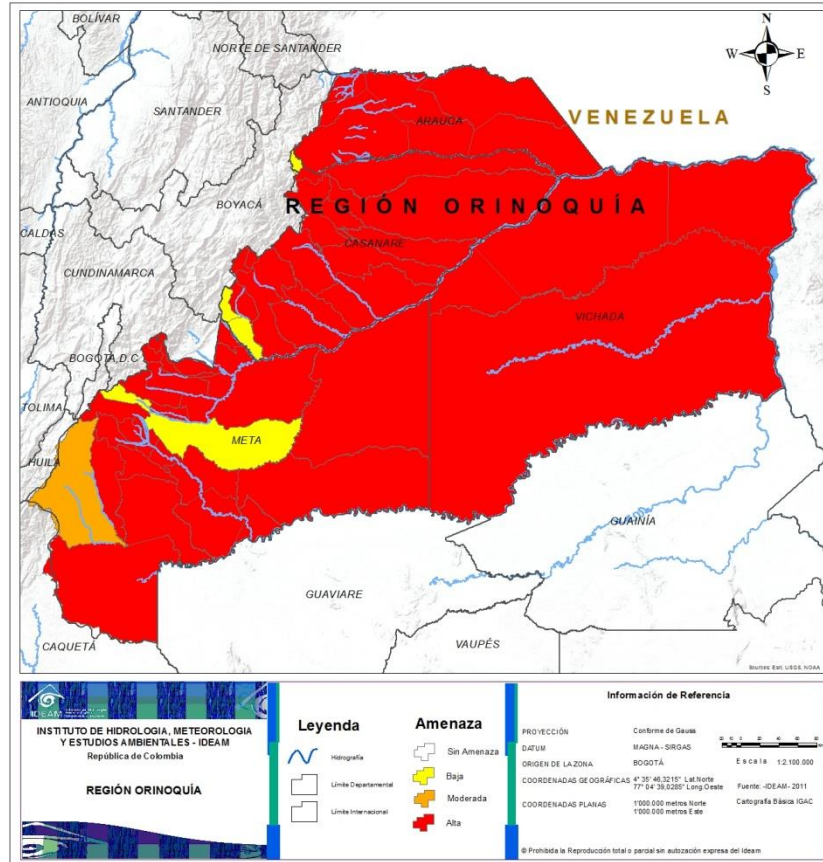 BOLÍVAR
NORTE DE SANTANDER
N
W E
S
ANTIOQUIA
SANTANDER
ARAUCA
VENEZUELA
BOYACÁ
REGIÓN ORINOQUÍA
CALDAS
CASANARE
CUNDINAMARCA
VICHADA
BOGOTÁ, D.C
TOLIMA
META
HUILA
GUAINÍA
GUAVIARE
CAQUETÁ
VAUPÉS
Sources: Esri, USGS, NOAA
IDEAM
INSTITUTO DE HIDROLOGIA, METEOROLOGIA
Y ESTUDIOS AMBIENTALES - IDEAM
República de Colombia
REGIÓN ORINOQUÍA
Leyenda
Hidrografía
Límite Departamental
Límite Internacional
Amenaza
Sin Amenaza
Baja
Moderada
Alta
Información de Referencia
PROYECCIÓN Conforme de Gauss
DATUM MAGNA - SIRGAS
ORIGEN DE LA ZONA BOGOTÁ
Escala 1:2.100.000
COORDENADAS GEOGRÁFICAS 4° 35' 46,3215" Lat.Norte
77° 04' 39,0285" Long.Oeste
Fuente: -IDEAM- 2011
COORDENADAS PLANAS 1'000.000 metros Norte
1'000.000 metros Este
Cartografía Básica IGAC
© Prohibida la Reproducción total o parcial sin autozación expresa del Ideam